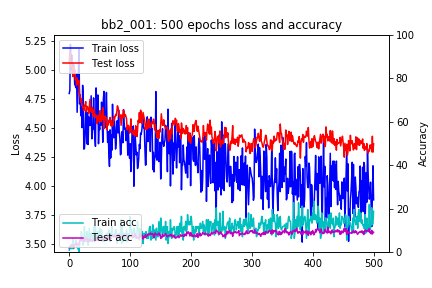 bb2_001: 500 epochs loss and accuracy
5.25
5.00
4.75
4.50
4.25
4.00
3.75
3.50
Loss
Train loss
Test loss
Train acc
Test acc
100
80
60
40
20
0
Accuracy
0
100
200
300
400
500